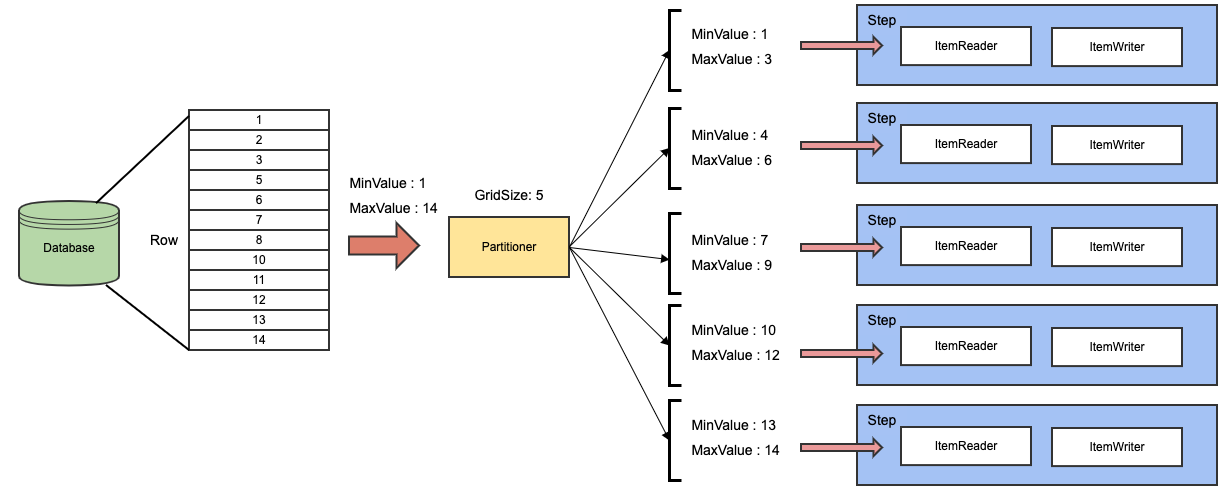 Database
Row
1
2
3
5
6
7
8
10
11
12
13
14
MinValue : 1
MaxValue : 14
GridSize: 5
Partitioner
MinValue : 1
MaxValue : 3
Step
ItemReader
ItemWriter
MinValue : 4
MaxValue : 6
Step
ItemReader
ItemWriter
MinValue : 7
MaxValue : 9
Step
ItemReader
ItemWriter
MinValue : 10
MaxValue : 12
Step
ItemReader
ItemWriter
MinValue : 13
MaxValue : 14
Step
ItemReader
ItemWriter